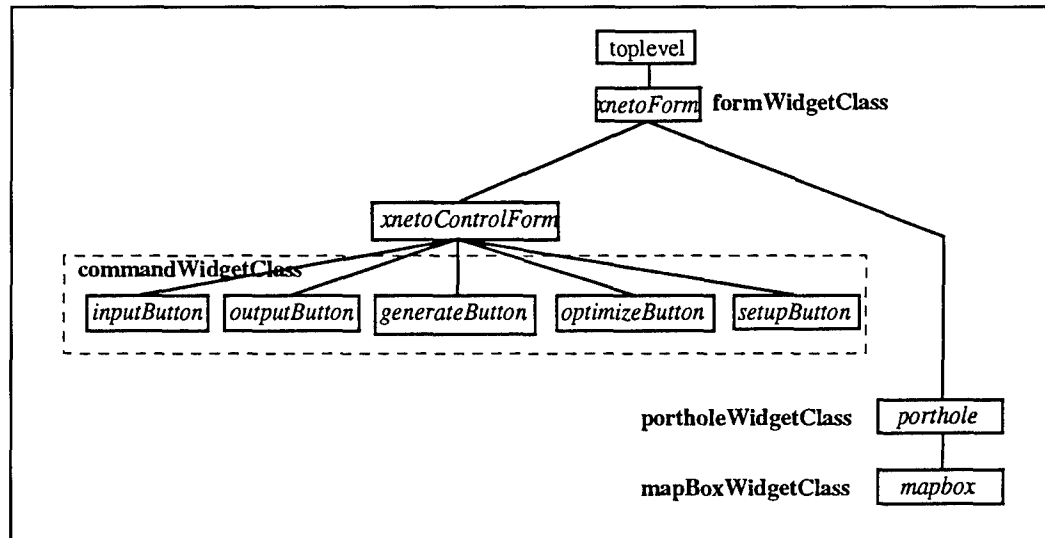 toplevel
xnetoForm formWidgetClass
xnetoControlForm
commandWidgetClass
inputButton outputButton generateButton optimizeButton setupButton
portholeWidgetClass porthole
mapBoxWidgetClass mapbox